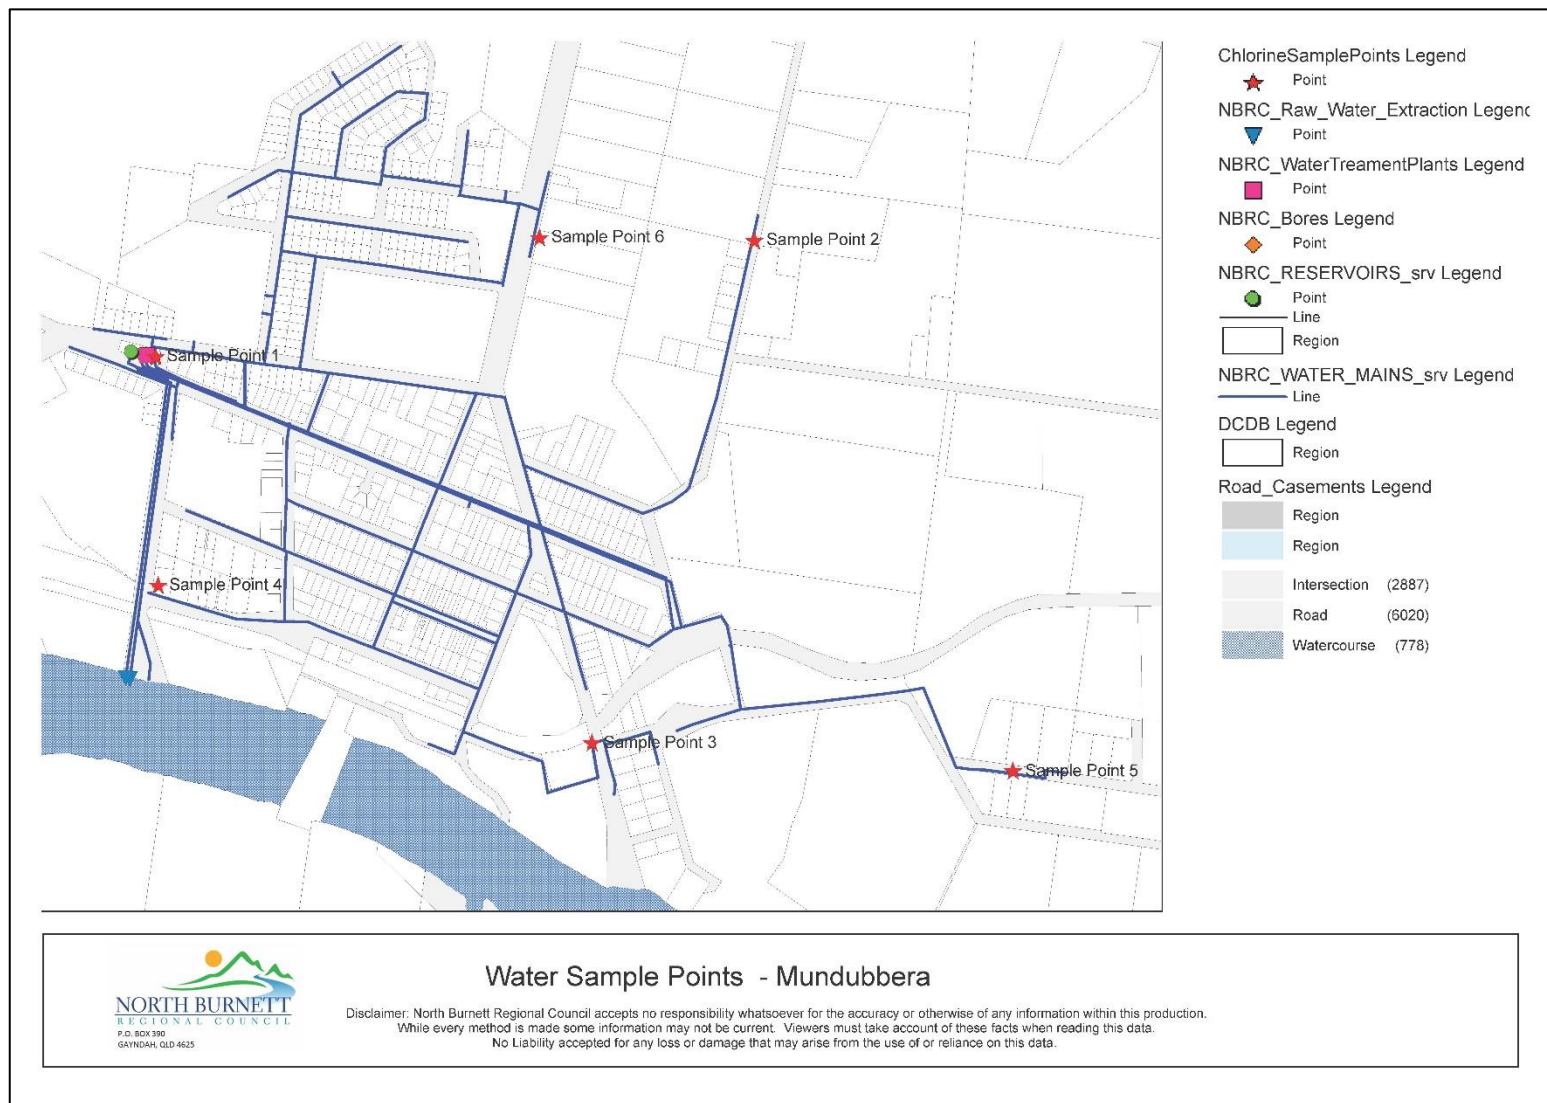 ChlorineSamplePoints Legend
Point
NBRC_Raw_Water_Extraction Legend
Point
NBRC_WaterTreamentPlants Legend
Point
NBRC_Bores Legend
Point
NBRC_RESERVOIRS_srv Legend
Point
Line
Region
NBRC_WATER_MAINS_srv Legend
Line
DCDB Legend
Region
Road_Casements Legend
Region
Region
Intersection (2887)
Road (6020)
Watercourse (778)
Sample Point 6
Sample Point 2
Sample Point 1
Sample Point 4
Sample Point 3
Sample Point 5
NORTH BURNETT
REGIONAL COUNCIL
P.O. BOX 390
GAYNDAH, QLD 4625
Water Sample Points - Mundubbera
Disclaimer: North Burnett Regional Council accepts no responsibility whatsoever for the accuracy or otherwise of any information within this production.
While every method is made some information may not be current. Viewers must take account of these facts when reading this data.
No Liability accepted for any loss or damage that may arise from the use of or reliance on this data.